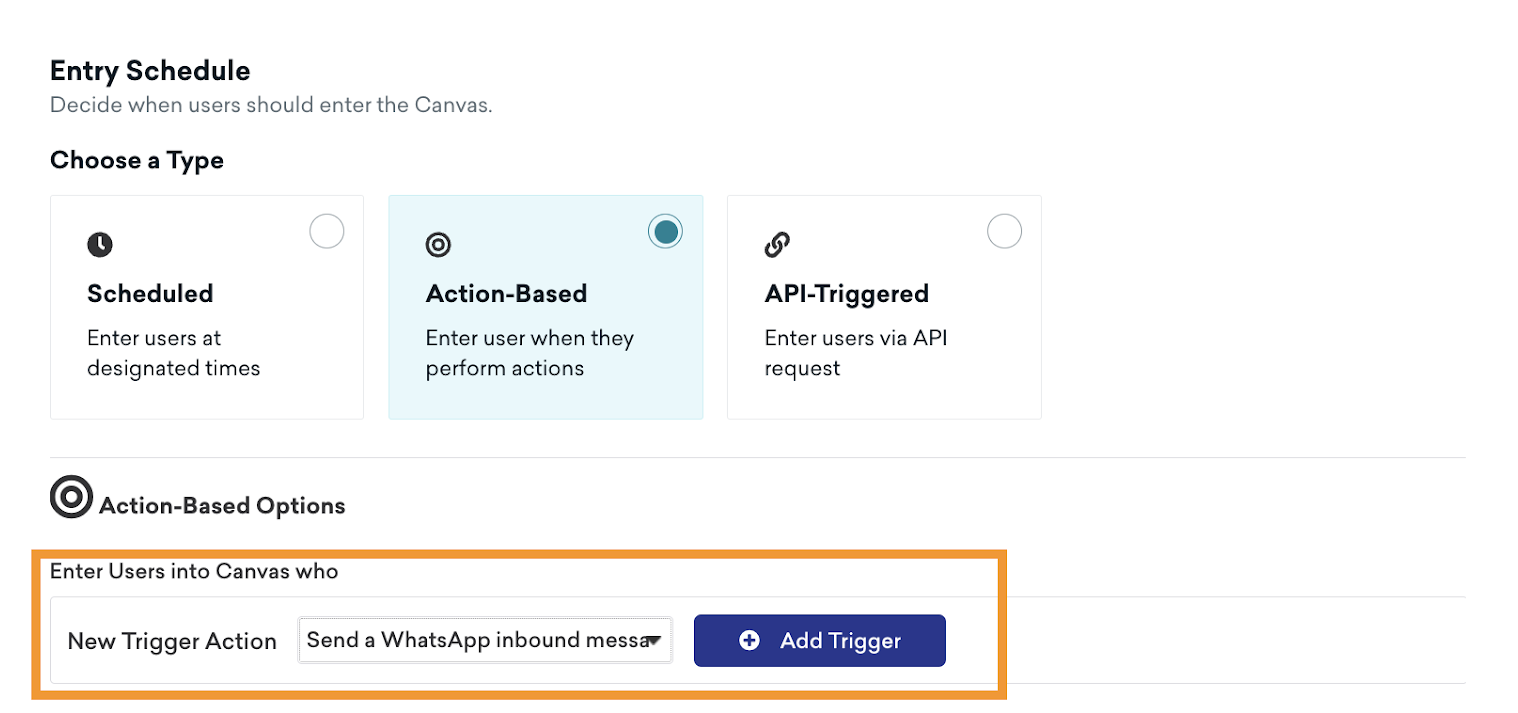 Entry Schedule
Decide when users should enter the Canvas.
Choose a Type
Scheduled
Enter users at
designated times
Action-Based
Enter user when they
perform actions
API-Triggered
Enter users via API
request
Action-Based Options
Enter Users into Canvas who
New Trigger Action
Send a WhatsApp inbound messa
Add Trigger